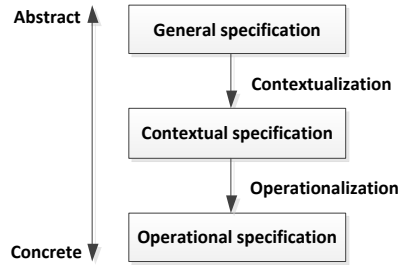 Abstract
General specification
Contextualization
Contextual specification
Operationalization
Operational specification
Concrete